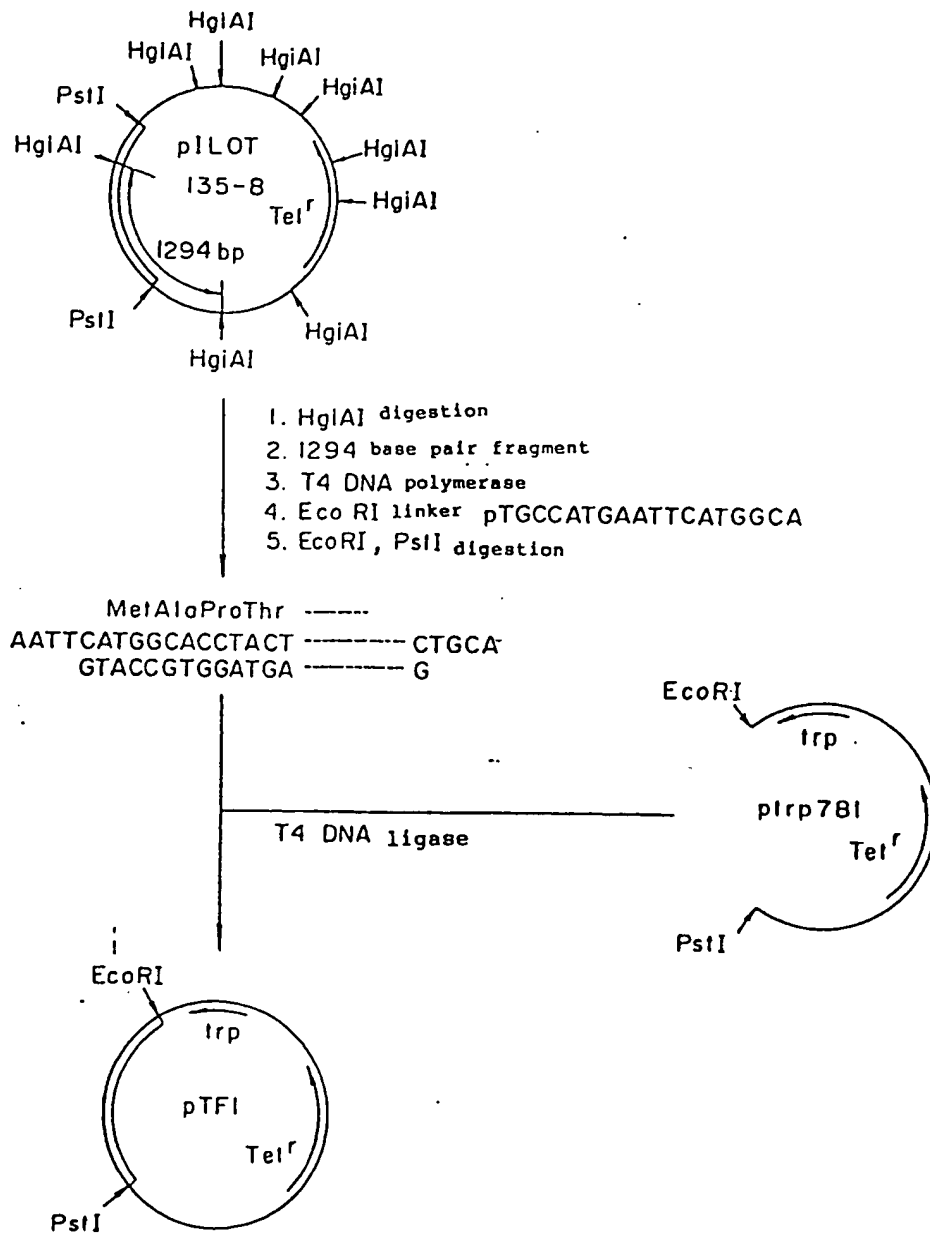 HgiAI
HgiAI
HgiAI
PstI
HgiAI
HgiAI
pILOT
135-8
HgiAI
Tetʳ
HgiAI
1294 bp
PstI
HgiAI
HgiAI
1. HgiAI digestion
2. 1294 base pair fragment
3. T4 DNA polymerase
4. Eco RI linker pTGCCATGAATTCATGGCA
5. EcoRI, PstI digestion
MetAlaProThr -------
AATTCATGGCACCTACT ---------- CTGCA
GTACCGTGGATGA ---------- G
EcoRI
trp
ptrp781
Tetʳ
PstI
T4 DNA ligase
EcoRI
trp
pTF1
Tetʳ
PstI